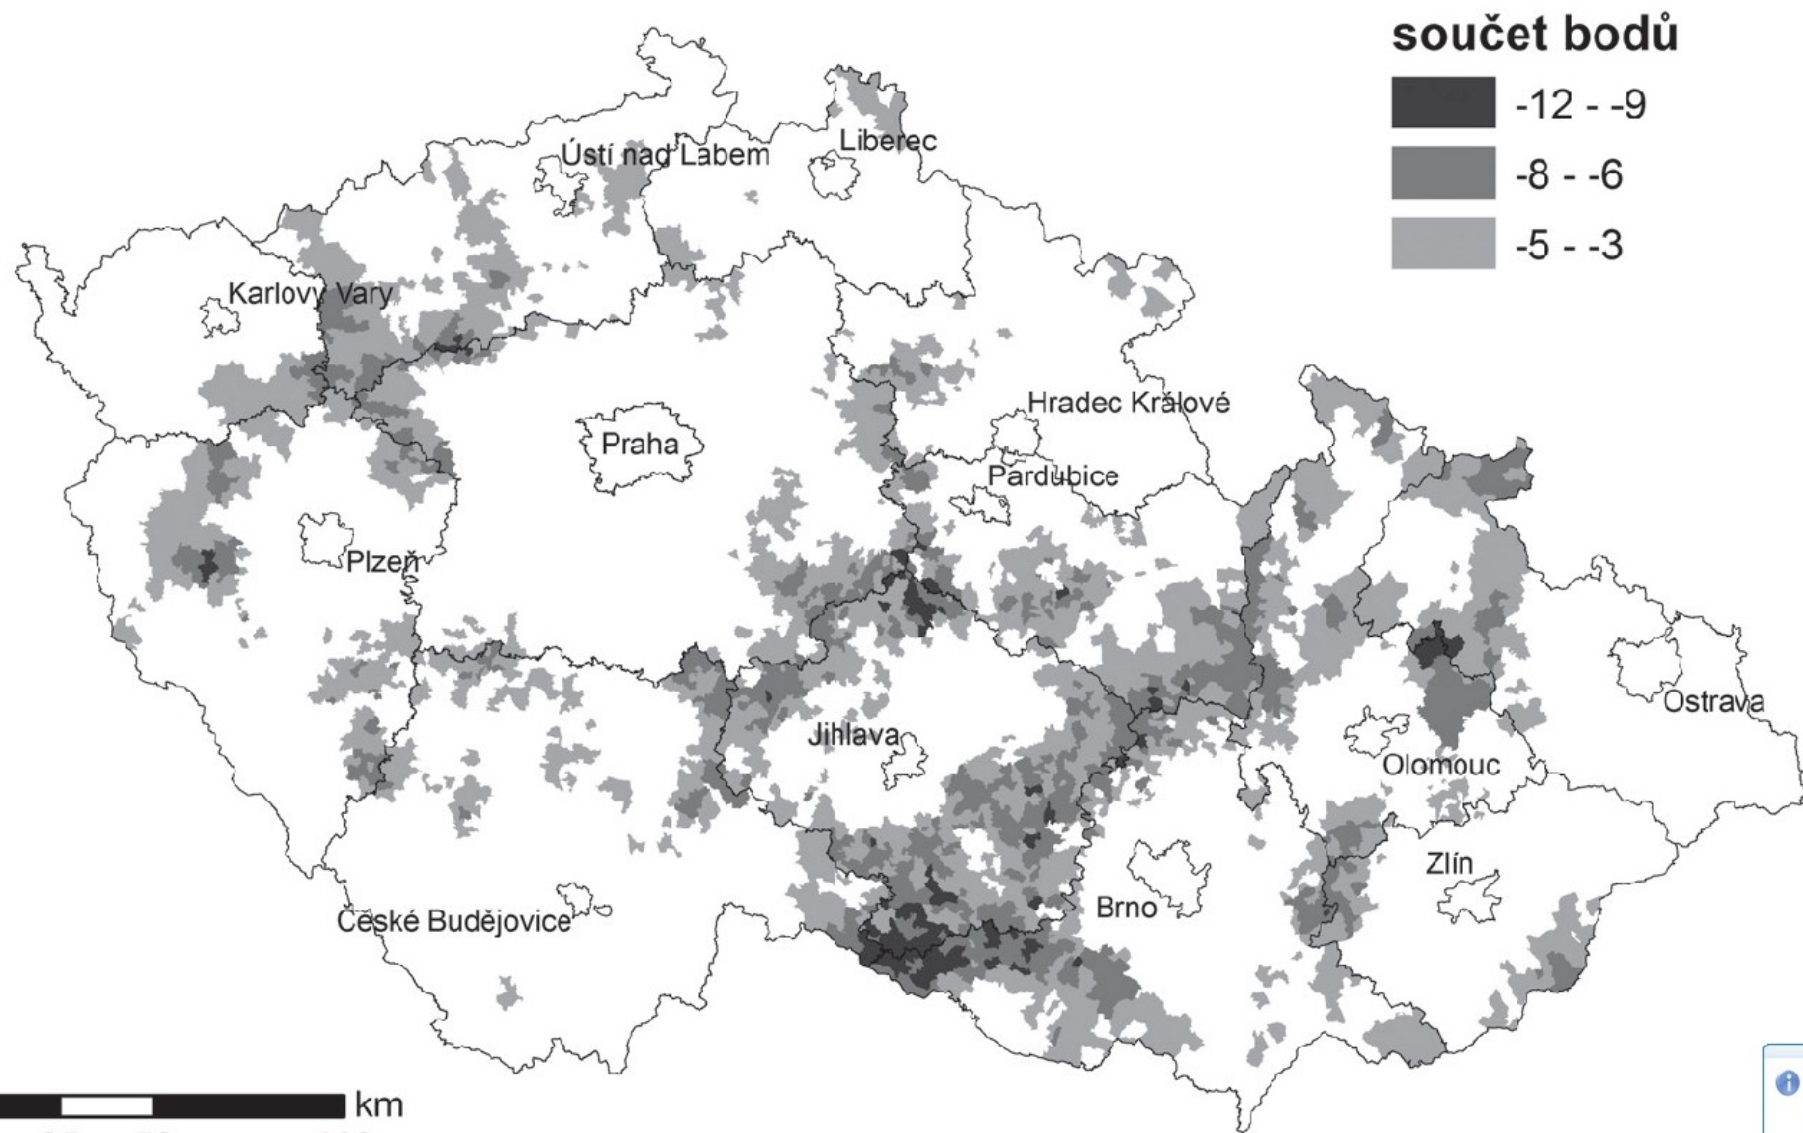 součet bodů
-12 - -9
-8 - -6
-5 - -3
Liberec
Ústí nad Labem
Karlovy Vary
Hradec Králové
Praha
Pardubice
Plzeň
Ostrava
Jihlava
Olomouc
Zlín
Brno
České Budějovice
km